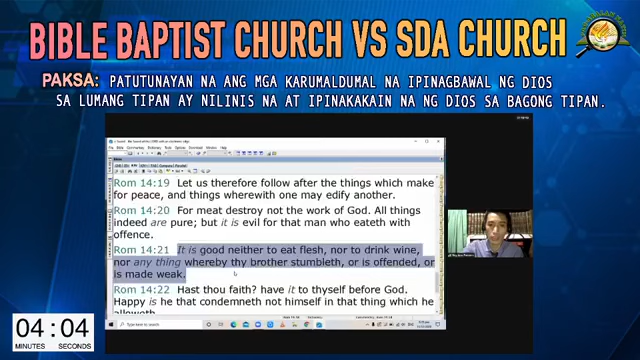 BIBLE BAPTIST CHURCH VS SDA CHURCH
PAKSA: PATUTUNAYAN NA ANG MGA KARUMALDUMAL NA IPINAGBAWAL NG DIOS
SA LUMANG TIPAN AY NILINIS NA AT IPINAKAKAIN NA NG DIOS SA BAGONG TIPAN.
Rom 14:19 Let us therefore follow after the things which make
for peace, and things wherewith one may edify another.
Rom 14:20 For meat destroy not the work of God. All things
indeed are pure; but it is evil for that man who eateth with
offence.
Rom 14:21 It is good neither to eat flesh, nor to drink wine,
nor any thing whereby thy brother stumbleth, or is offended, or
is made weak.
Rom 14:22 Hast thou faith? have it to thyself before God.
Happy is he that condemneth not himself in that thing which he
alloweth.
Type here to search
04:04
MINUTES SECONDS